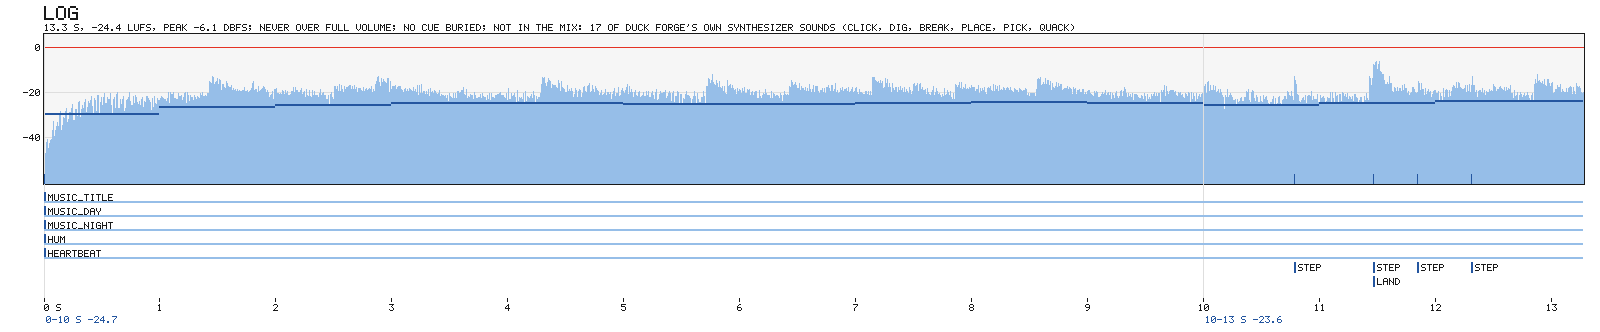 LOG
13.3 S, -24.4 LUFS, PEAK -6.1 DBFS; NEVER OVER FULL VOLUME; NO CUE BURIED; NOT IN THE MIX: 17 OF DUCK FORGE'S OWN SYNTHESIZER SOUNDS (CLICK, DIG, BREAK, PLACE, PICK, QUACK)
0
-20
-40
MUSIC_TITLE
MUSIC_DAY
MUSIC_NIGHT
HUM
HEARTBEAT
STEP STEP STEP STEP
LAND
0 S 1 2 3 4 5 6 7 8 9 10 11 12 13
0-10 S -24.7 10-13 S -23.6